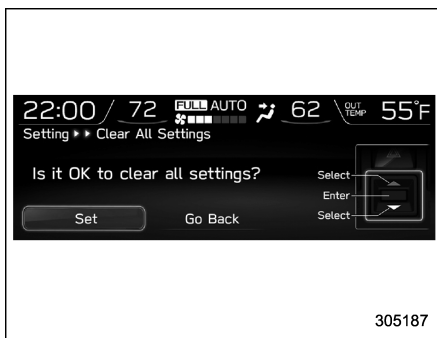 22:00 / 72 FULL AUTO 62 OUT TEMP 55°F
Setting ▸▸ Clear All Settings
Is it OK to clear all settings?
Select
Enter
Select
Set Go Back
305187